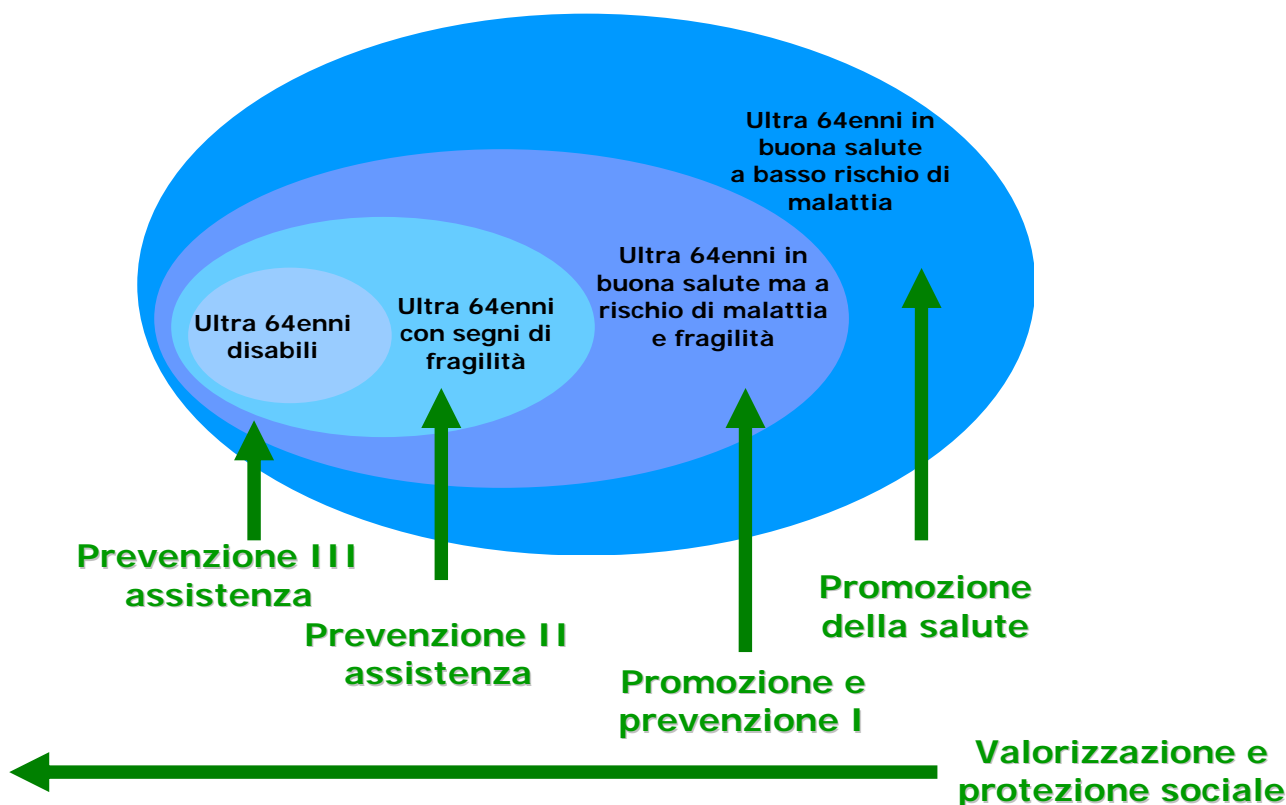 Ultra 64enni in
buona salute
a basso rischio di
malattia
Ultra 64enni in
buona salute ma a
rischio di malattia
e fragilità
Ultra 64enni
con segni di
fragilità
Ultra 64enni
disabili
Prevenzione III
assistenza
Prevenzione II
assistenza
Promozione e
prevenzione I
Promozione
della salute
Valorizzazione e
protezione sociale